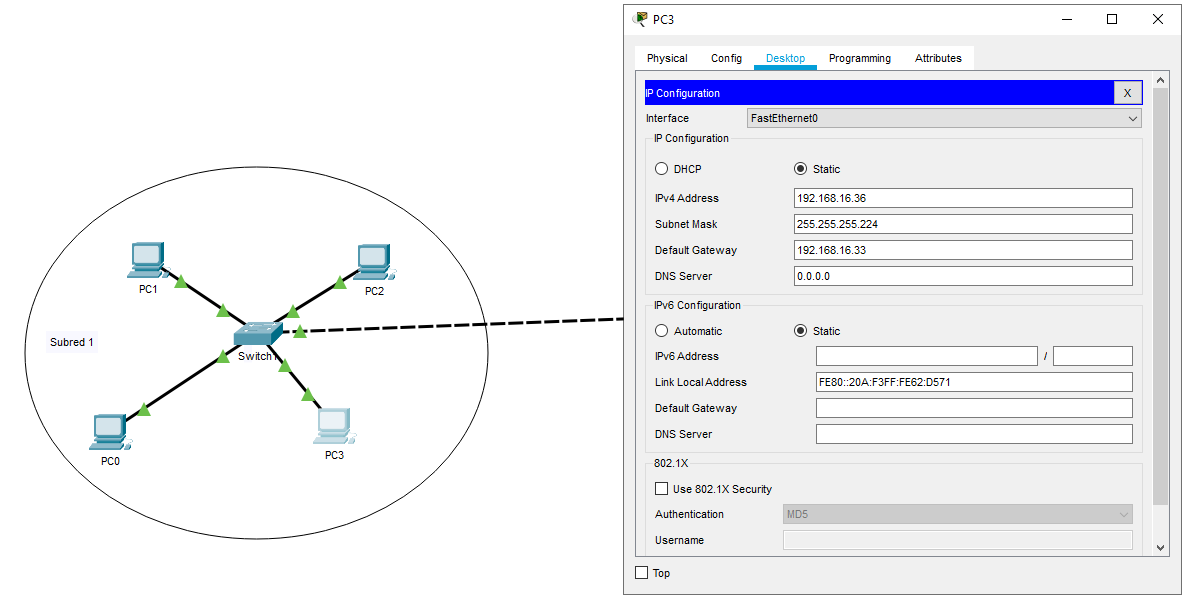 PC1
PC2
Subred 1
Switch1
PC0
PC3
PC3
Physical Config Desktop Programming Attributes
IP Configuration X
Interface FastEthernet0
IP Configuration
DHCP Static
IPv4 Address 192.168.16.36
Subnet Mask 255.255.255.224
Default Gateway 192.168.16.33
DNS Server 0.0.0.0
IPv6 Configuration
Automatic Static
IPv6 Address /
Link Local Address FE80::20A:F3FF:FE62:D571
Default Gateway
DNS Server
802.1X
Use 802.1X Security
Authentication MD5
Username
Top